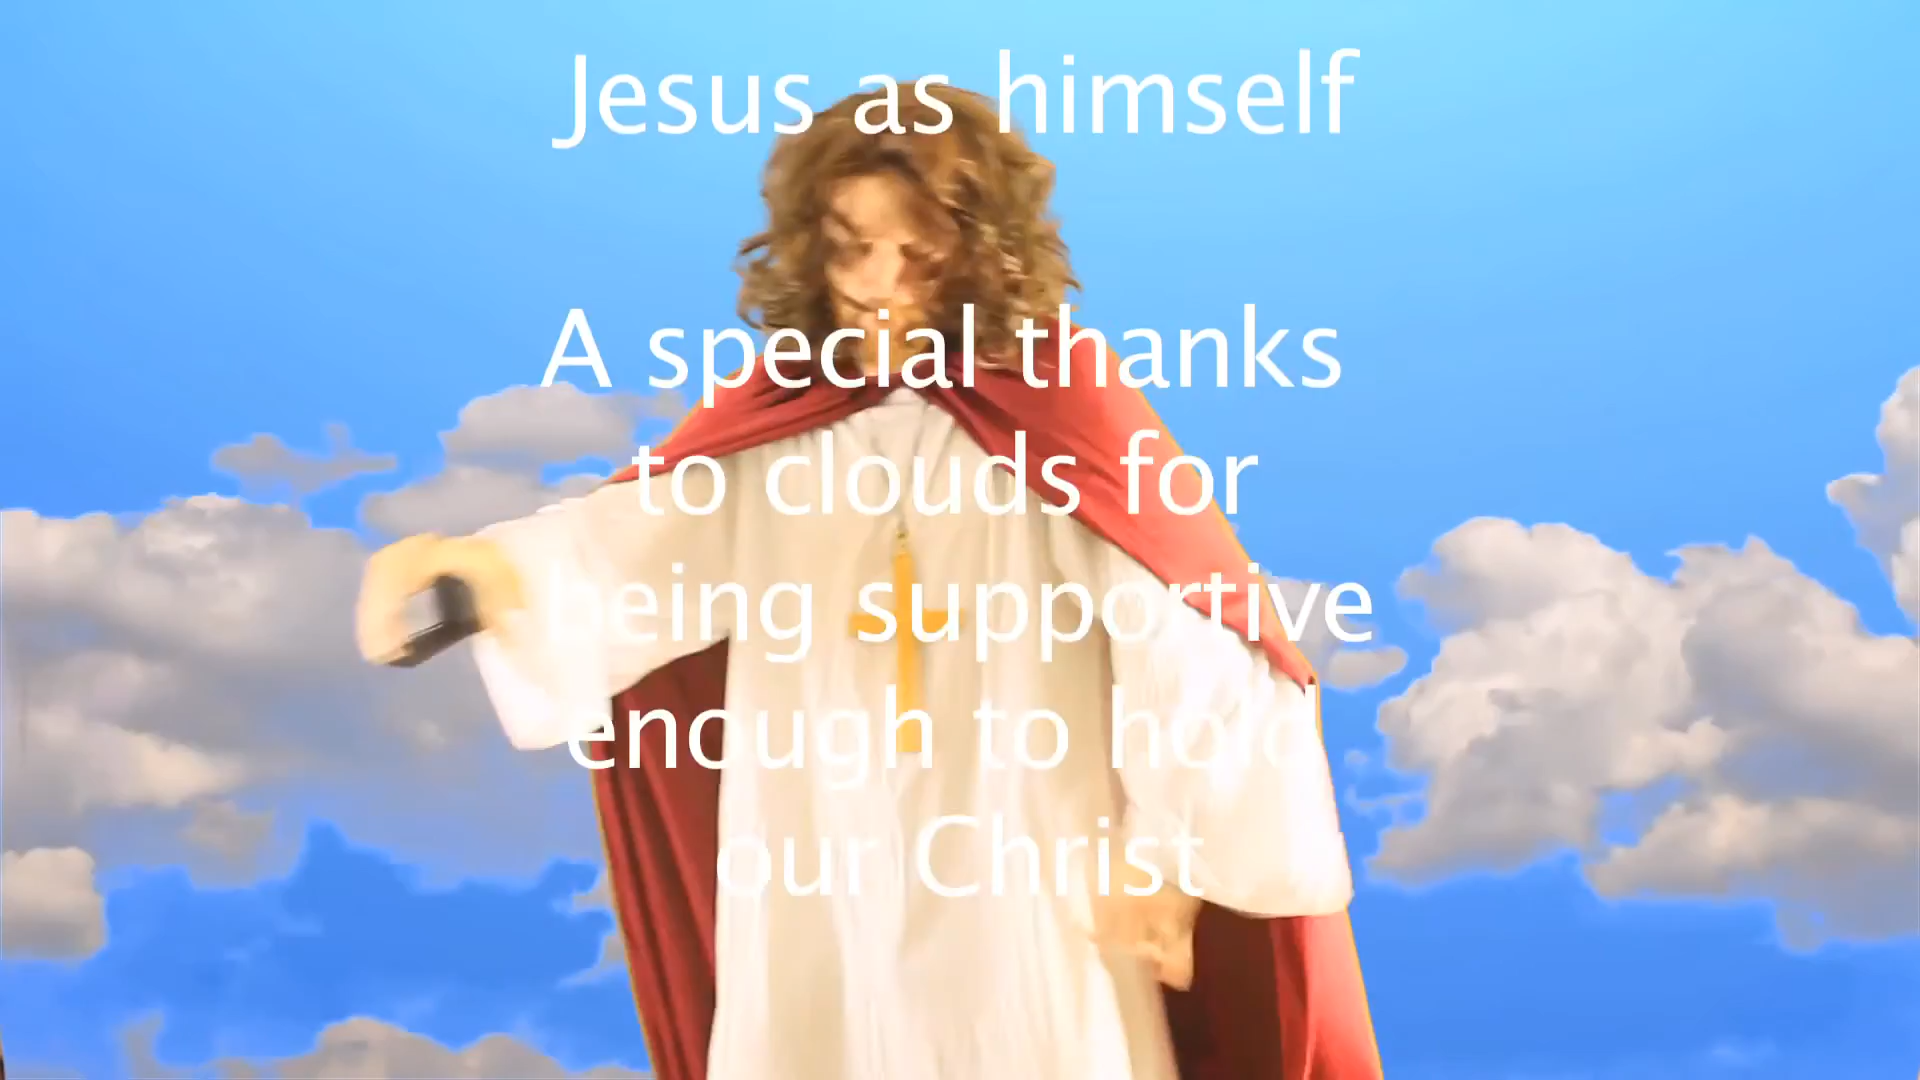 Jesus as himself
A special thanks
to clouds for
being supportive
enough to hold
our Christ